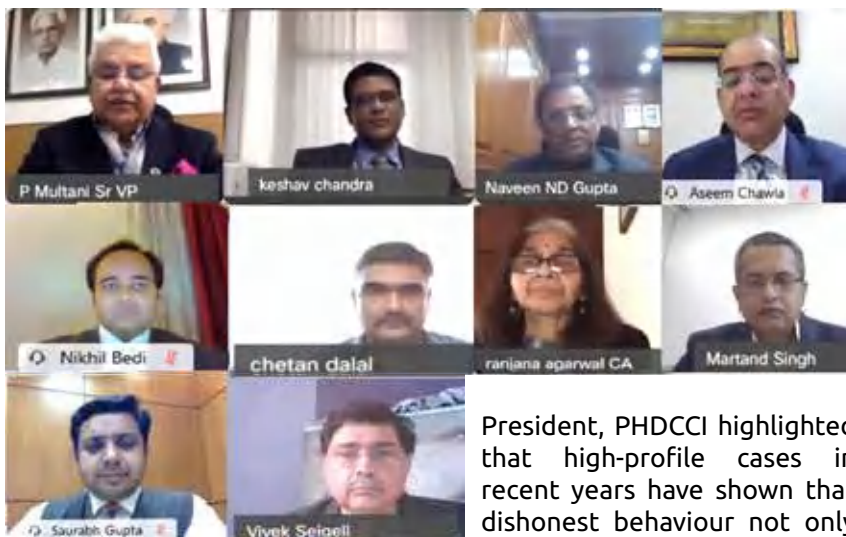 P Multani Sr VP
keshav chandra
Naveen ND Gupta
Aseem Chawla
Nikhil Bedi
chetan dalal
ranjana agarwal CA
Martand Singh
Saurabh Gupta
Vivek Seigell
President, PHDCCI highlighted
that high-profile cases in
recent years have shown that
dishonest behaviour not only